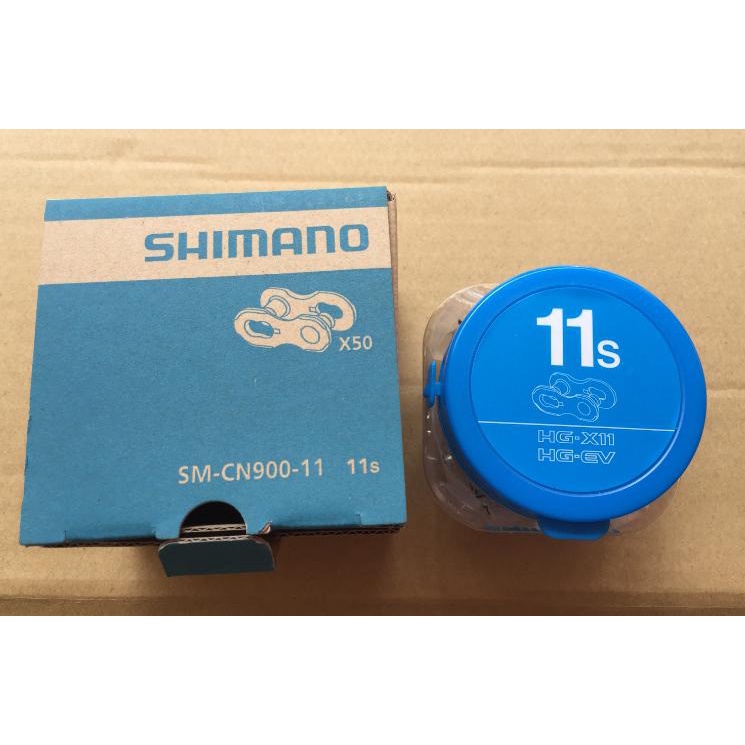 SHIMANO
X50
SM-CN900-11 11s
11s
HG-X11
HG-EV